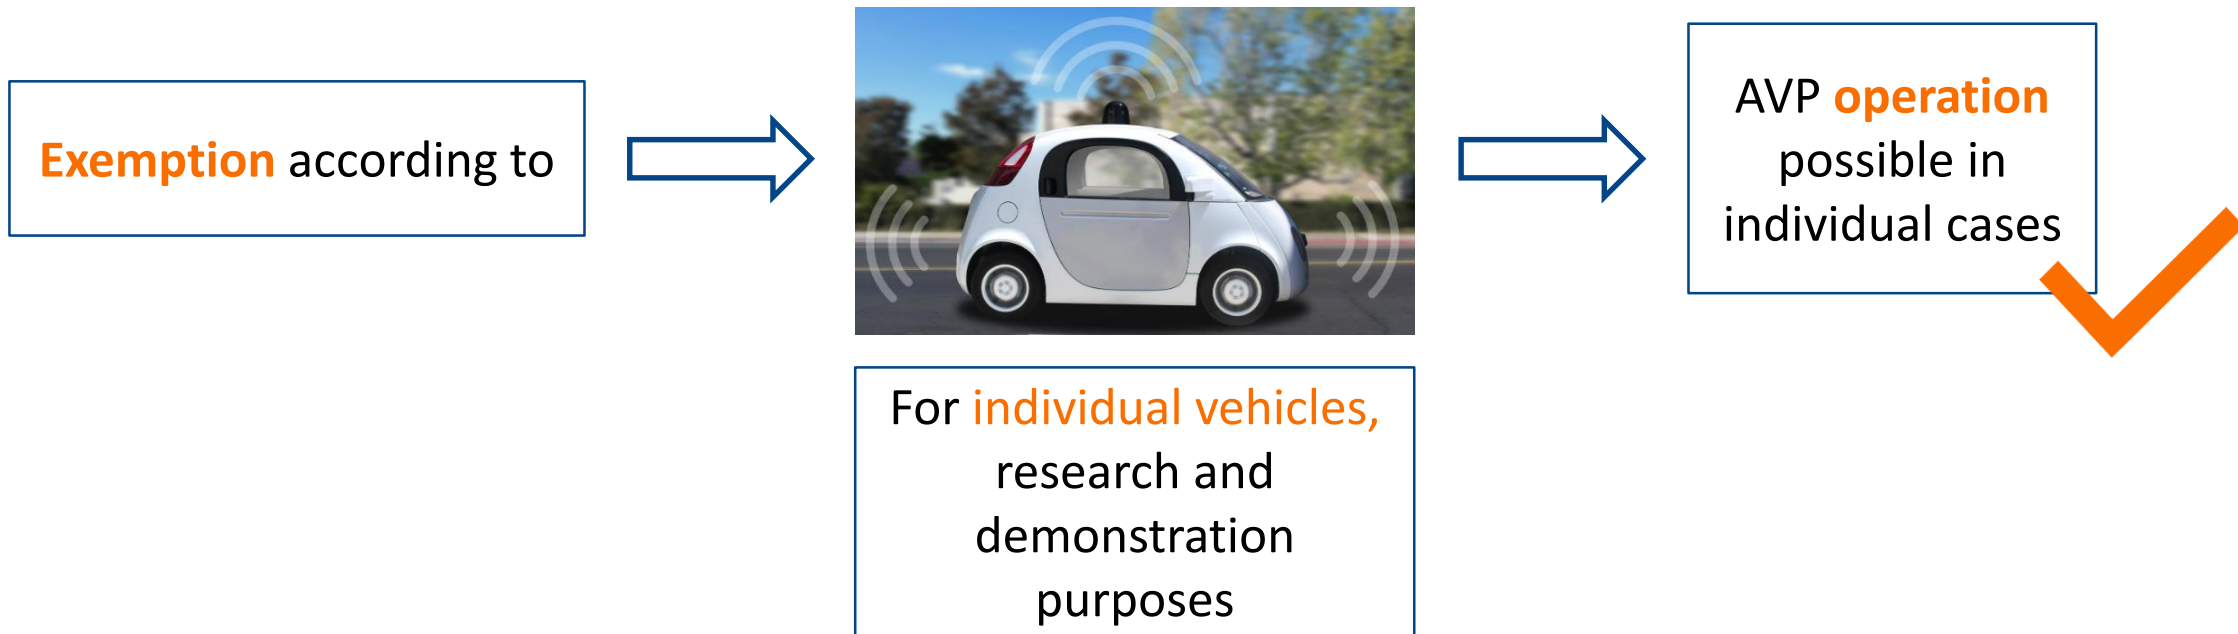 Exemption according to
AVP operation
possible in
individual cases
For individual vehicles,
research and
demonstration
purposes